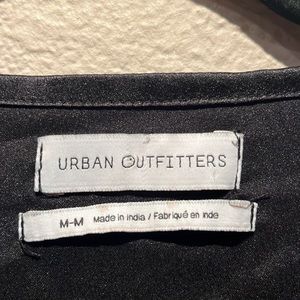 URBAN OUTFITTERS
M-M Made in India / Fabriqué en Inde